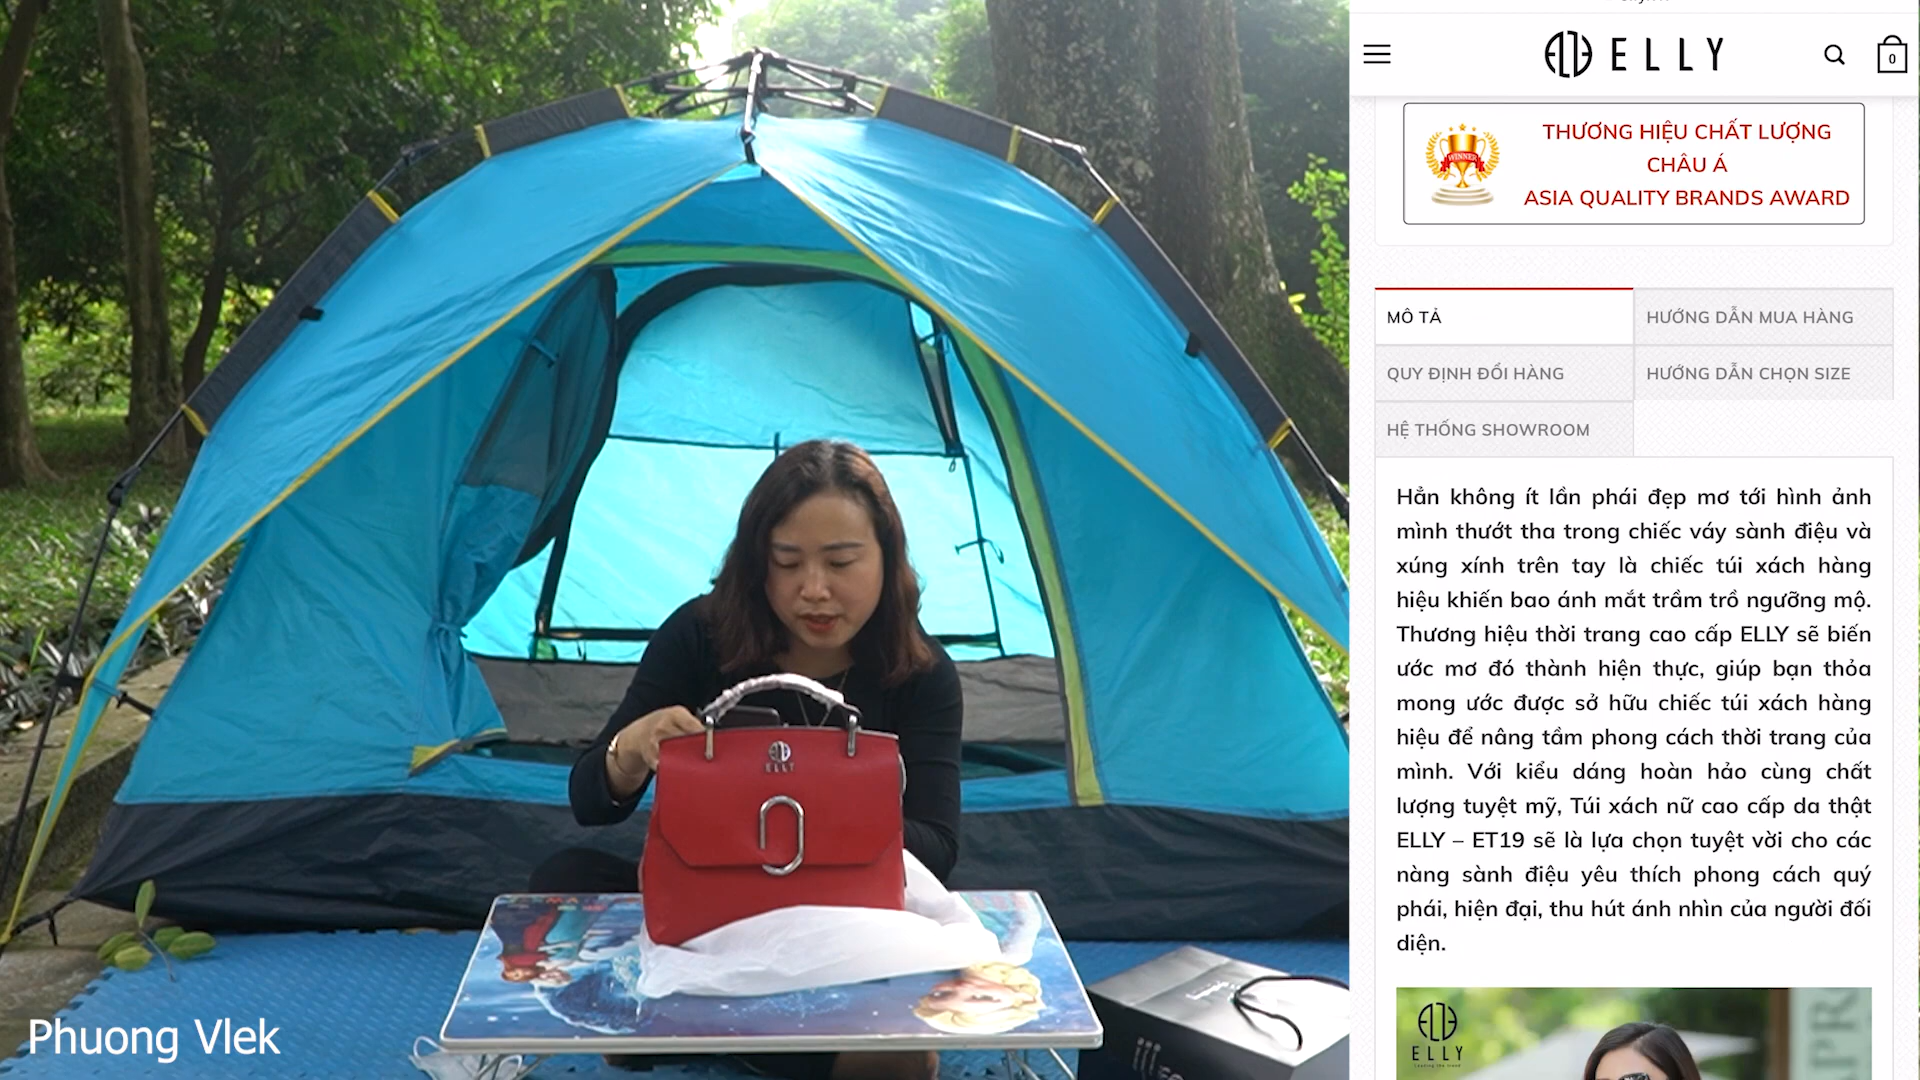 ELLY
0
WINNER
THƯƠNG HIỆU CHẤT LƯỢNG
CHÂU Á
ASIA QUALITY BRANDS AWARD
MÔ TẢ
HƯỚNG DẪN MUA HÀNG
QUY ĐỊNH ĐỔI HÀNG
HƯỚNG DẪN CHỌN SIZE
HỆ THỐNG SHOWROOM
Hẳn không ít lần phái đẹp mơ tới hình ảnh
mình thướt tha trong chiếc váy sành điệu và
xúng xính trên tay là chiếc túi xách hàng
hiệu khiến bao ánh mắt trầm trồ ngưỡng mộ.
Thương hiệu thời trang cao cấp ELLY sẽ biến
ước mơ đó thành hiện thực, giúp bạn thỏa
mong ước được sở hữu chiếc túi xách hàng
hiệu để nâng tầm phong cách thời trang của
mình. Với kiểu dáng hoàn hảo cùng chất
lượng tuyệt mỹ, Túi xách nữ cao cấp da thật
ELLY – ET19 sẽ là lựa chọn tuyệt vời cho các
nàng sành điệu yêu thích phong cách quý
phái, hiện đại, thu hút ánh nhìn của người đối
diện.
ELLY
Leading the trend
ELLY
Phuong Vlek